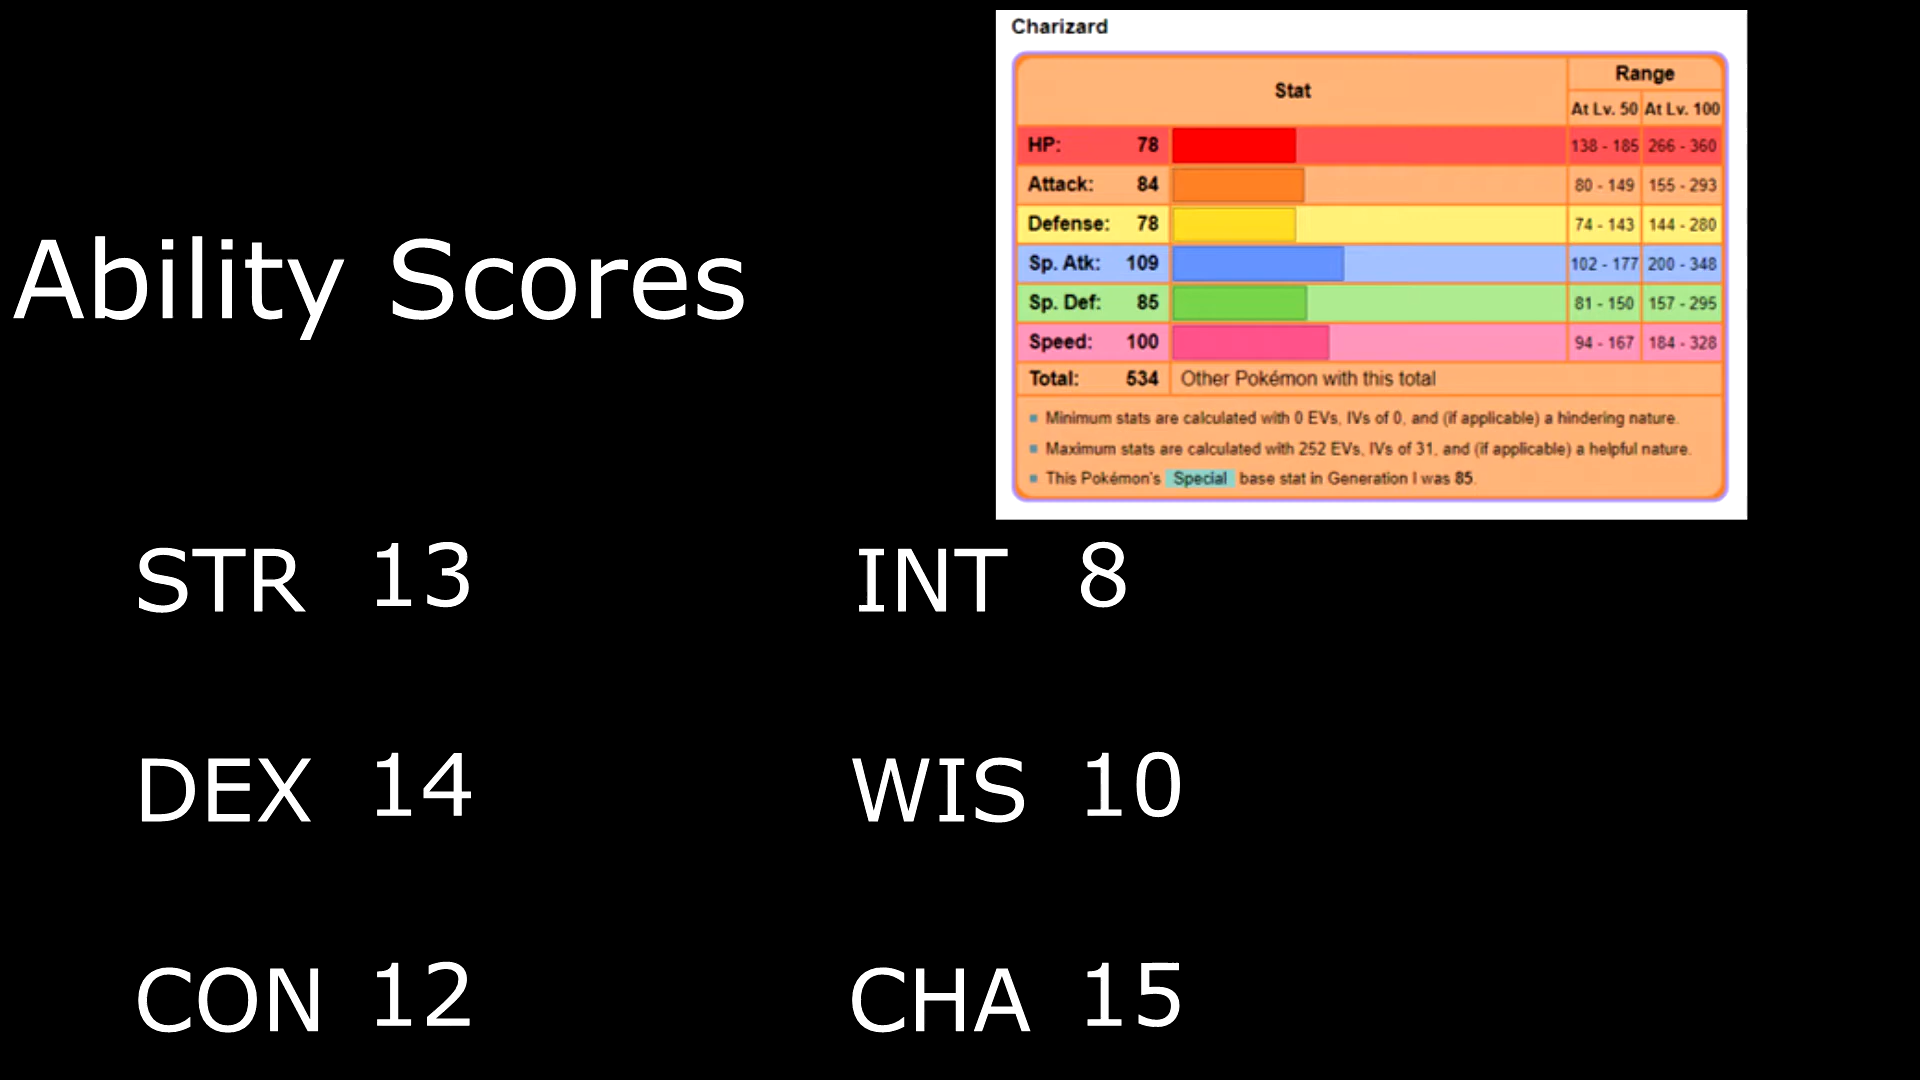 Charizard
Stat
Range
At Lv. 50 At Lv. 100
HP: 78 138 - 185 266 - 360
Attack: 84 80 - 149 155 - 293
Defense: 78 74 - 143 144 - 280
Sp. Atk: 109 102 - 177 200 - 348
Sp. Def: 85 81 - 150 157 - 295
Speed: 100 94 - 167 184 - 328
Total: 534 Other Pokémon with this total
Minimum stats are calculated with 0 EVs, IVs of 0, and (if applicable) a hindering nature.
Maximum stats are calculated with 252 EVs, IVs of 31, and (if applicable) a helpful nature.
This Pokémon's Special base stat in Generation I was 85.
Ability Scores
STR 13 INT 8
DEX 14 WIS 10
CON 12 CHA 15